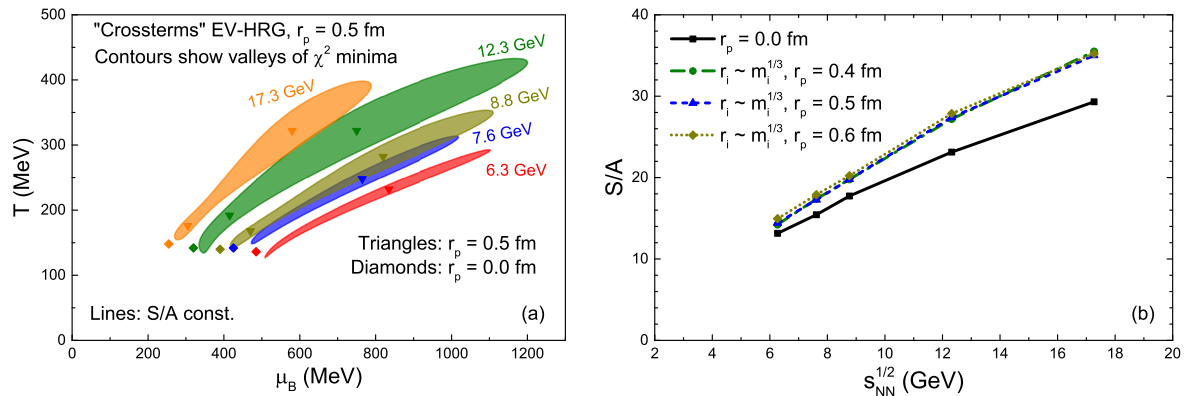 "Crossterms" EV-HRG, r_p = 0.5 fm
Contours show valleys of χ² minima
17.3 GeV
12.3 GeV
8.8 GeV
7.6 GeV
6.3 GeV
Triangles: r_p = 0.5 fm
Diamonds: r_p = 0.0 fm
Lines: S/A const.
(a)
500
400
300
200
100
0
T (MeV)
0 200 400 600 800 1000 1200
μ_B (MeV)
r_p = 0.0 fm
r_i ~ m_i^1/3, r_p = 0.4 fm
r_i ~ m_i^1/3, r_p = 0.5 fm
r_i ~ m_i^1/3, r_p = 0.6 fm
(b)
40
30
20
10
0
S/A
2 4 6 8 10 12 14 16 18 20
s_NN^1/2 (GeV)